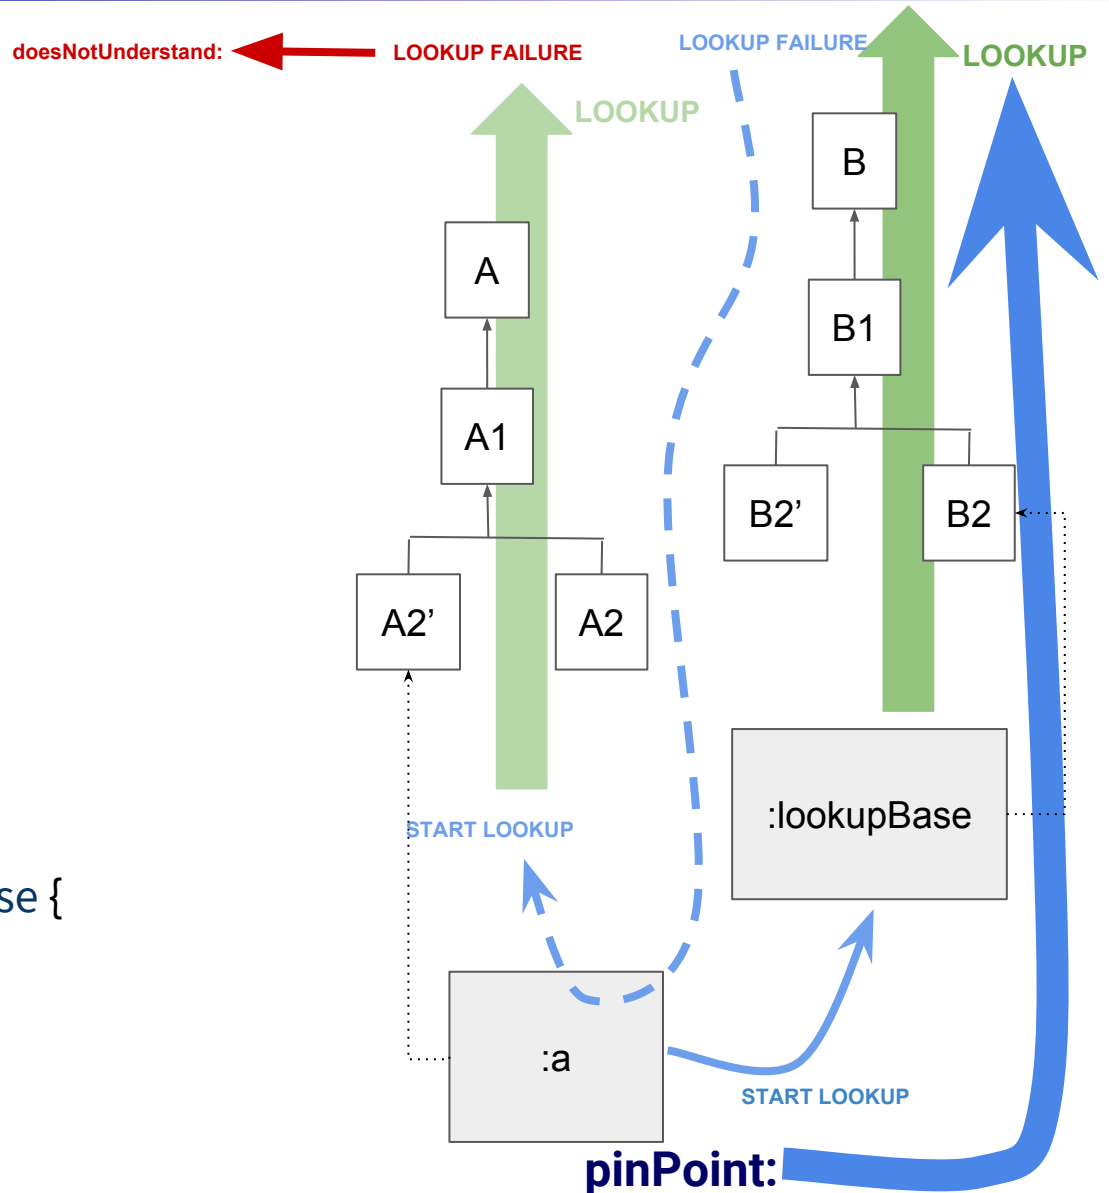 doesNotUnderstand:
LOOKUP FAILURE
LOOKUP FAILURE
LOOKUP
LOOKUP
B
A
B1
A1
B2’
B2
A2’
A2
:lookupBase
START LOOKUP
se {
:a
START LOOKUP
pinPoint: